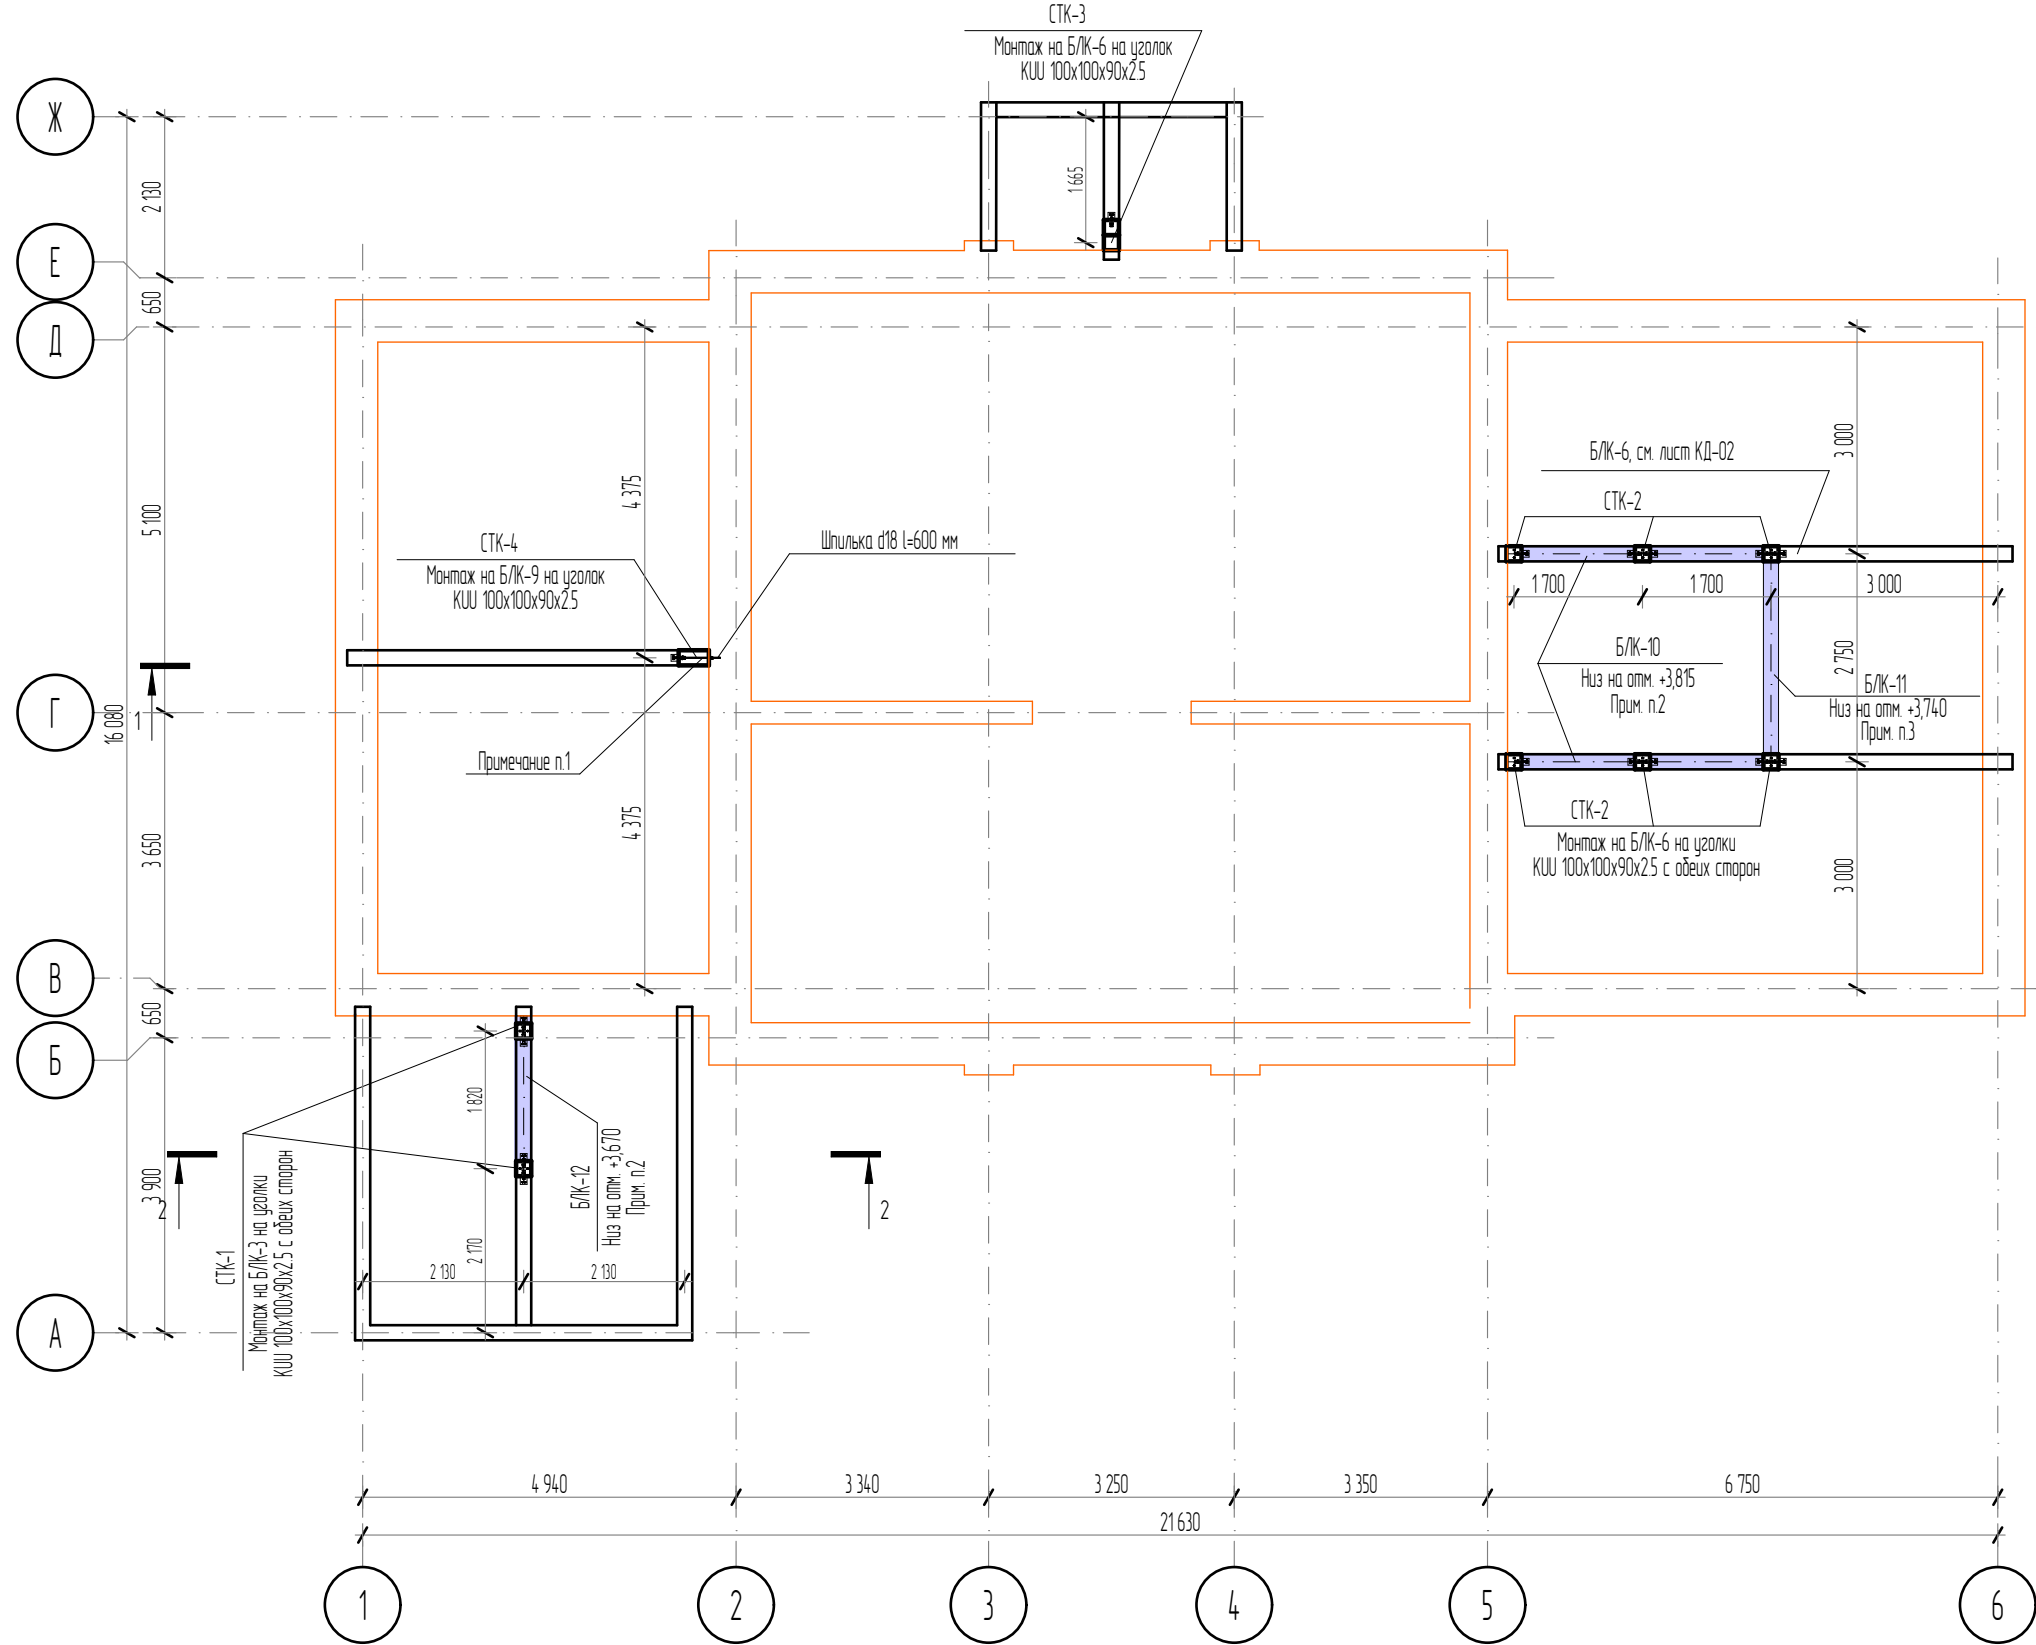 СТК-3
Монтаж на БЛК-6 на уголок
KUU 100x100x90x2.5
Ж
2 130
1 665
Е
650
Д
5 100
4 375
3 000
БЛК-6, см. лист КД-02
СТК-2
СТК-4
Монтаж на БЛК-9 на уголок
KUU 100x100x90x2.5
Шпилька d18 l=600 мм
1 700
1 700
3 000
БЛК-10
Низ на отм. +3,815
Прим. п.2
2 750
БЛК-11
Низ на отм. +3,740
Прим. п.3
Г
1
16 080
Примечание п.1
4 375
3 650
СТК-2
Монтаж на БЛК-6 на уголки
KUU 100x100x90x2.5 с обеих сторон
3 000
В
650
Б
1 820
БЛК-12
Низ на отм. +3,670
Прим. п.2
3 900
2
2
СТК-1
Монтаж на БЛК-3 на уголки
KUU 100x100x90x2.5 с обеих сторон
2 170
2 130
2 130
А
4 940
3 340
3 250
3 350
6 750
21 630
1
2
3
4
5
6